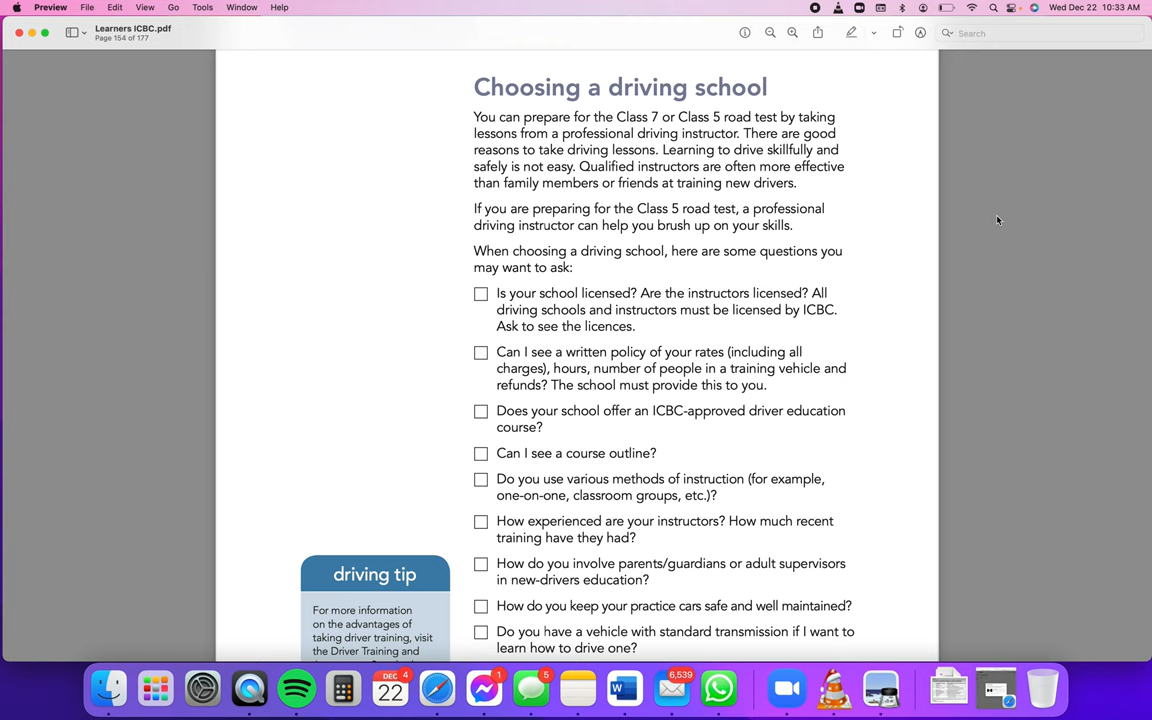 Preview File Edit View Go Tools Window Help Wed Dec 22 10:33 AM
Learners ICBC.pdf
Page 154 of 177
Search
Choosing a driving school
You can prepare for the Class 7 or Class 5 road test by taking
lessons from a professional driving instructor. There are good
reasons to take driving lessons. Learning to drive skillfully and
safely is not easy. Qualified instructors are often more effective
than family members or friends at training new drivers.
If you are preparing for the Class 5 road test, a professional
driving instructor can help you brush up on your skills.
When choosing a driving school, here are some questions you
may want to ask:
Is your school licensed? Are the instructors licensed? All
driving schools and instructors must be licensed by ICBC.
Ask to see the licences.
Can I see a written policy of your rates (including all
charges), hours, number of people in a training vehicle and
refunds? The school must provide this to you.
Does your school offer an ICBC-approved driver education
course?
Can I see a course outline?
Do you use various methods of instruction (for example,
one-on-one, classroom groups, etc.)?
How experienced are your instructors? How much recent
training have they had?
How do you involve parents/guardians or adult supervisors
in new-drivers education?
How do you keep your practice cars safe and well maintained?
Do you have a vehicle with standard transmission if I want to
learn how to drive one?
driving tip
For more information
on the advantages of
taking driver training, visit
the Driver Training and
DEC 4
22
1
5
W
6,539